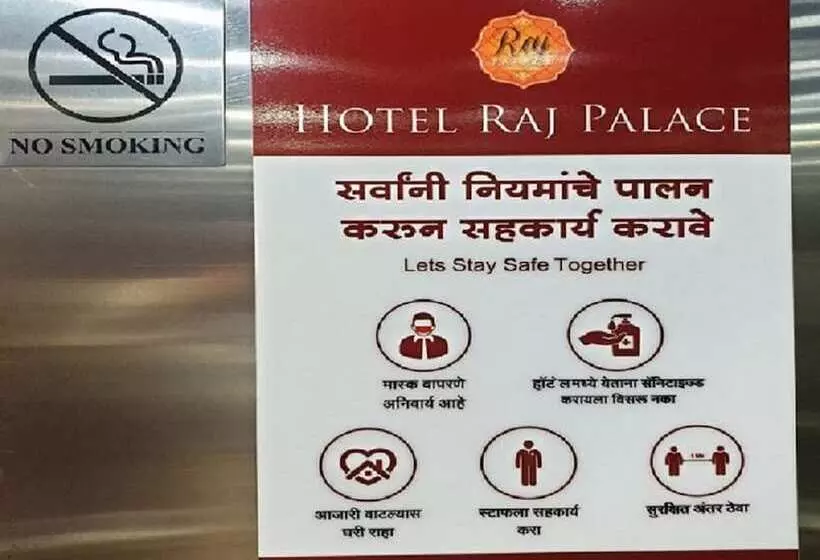 NO SMOKING
Raj
HOTEL RAJ PALACE
सर्वांनी नियमांचे पालन
करून सहकार्य करावे
Lets Stay Safe Together
मास्क वापरणे
अनिवार्य आहे
हॉटेलमध्ये येताना सॅनिटाइज्ड
करायला विसरू नका
आजारी वाटल्यास
घरी राहा
स्टाफला सहकार्य
करा
सुरक्षित अंतर ठेवा